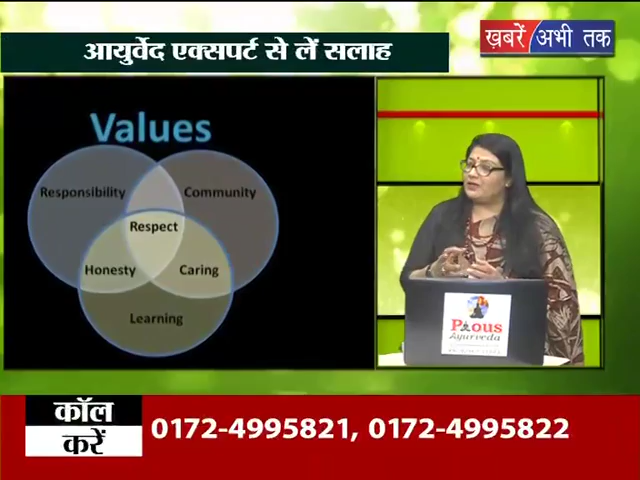 आयुर्वेद एक्सपर्ट से लें सलाह
ख़बरें अभी तक
Values
Responsibility
Community
Respect
Honesty
Caring
Learning
Pious
Ayurveda
कॉल
करें
0172-4995821, 0172-4995822